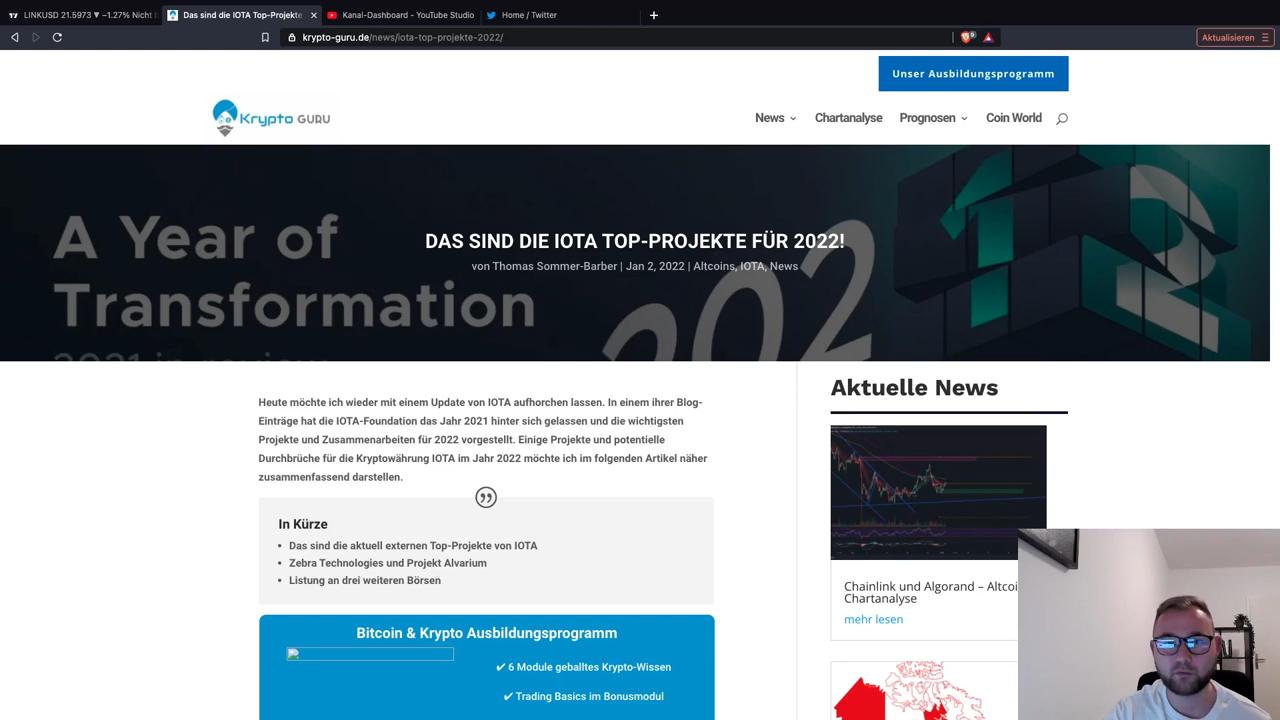 LINKUSD 21.5973 ▼ −1.27% Nicht
Das sind die IOTA Top-Projekte
Kanal-Dashboard - YouTube Studio
Home / Twitter
krypto-guru.de/news/iota-top-projekte-2022/
9
Aktualisieren
Unser Ausbildungsprogramm
Krypto GURU
News
Chartanalyse
Prognosen
Coin World
A Year of
Transformation
2021 in review
2022
DAS SIND DIE IOTA TOP-PROJEKTE FÜR 2022!
von Thomas Sommer-Barber | Jan 2, 2022 | Altcoins, IOTA, News
Heute möchte ich wieder mit einem Update von IOTA aufhorchen lassen. In einem ihrer Blog-
Einträge hat die IOTA-Foundation das Jahr 2021 hinter sich gelassen und die wichtigsten
Projekte und Zusammenarbeiten für 2022 vorgestellt. Einige Projekte und potentielle
Durchbrüche für die Kryptowährung IOTA im Jahr 2022 möchte ich im folgenden Artikel näher
zusammenfassend darstellen.
In Kürze
• Das sind die aktuell externen Top-Projekte von IOTA
• Zebra Technologies und Projekt Alvarium
• Listung an drei weiteren Börsen
Bitcoin & Krypto Ausbildungsprogramm
✔ 6 Module geballtes Krypto-Wissen
✔ Trading Basics im Bonusmodul
Aktuelle News
Chainlink und Algorand – Altcoi
Chartanalyse
mehr lesen